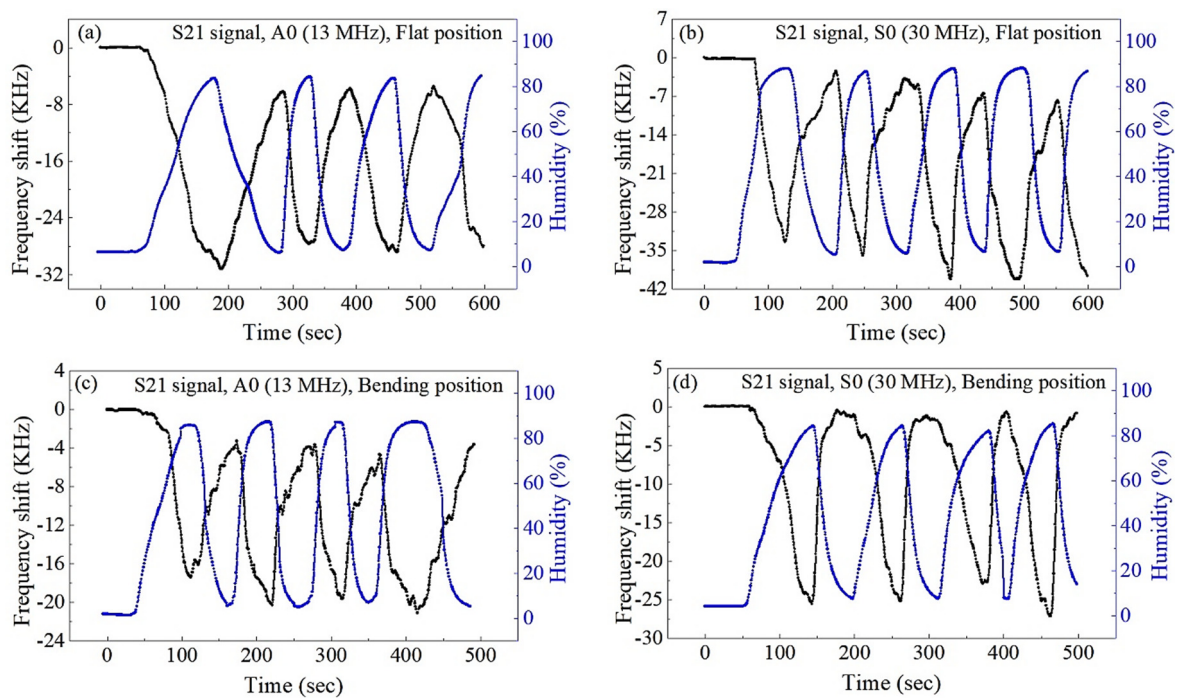 (a) S21 signal, A0 (13 MHz), Flat position
0
-8
-16
-24
-32
Frequency shift (KHz)
100
80
60
40
20
0
Humidity (%)
0 100 200 300 400 500 600
Time (sec)
(b) S21 signal, S0 (30 MHz), Flat position
7
0
-7
-14
-21
-28
-35
-42
Frequency shift (KHz)
100
80
60
40
20
0
Humidity (%)
0 100 200 300 400 500 600
Time (sec)
(c) S21 signal, A0 (13 MHz), Bending position
4
0
-4
-8
-12
-16
-20
-24
Frequency shift (KHz)
100
80
60
40
20
0
Humidity (%)
0 100 200 300 400 500
Time (sec)
(d) S21 signal, S0 (30 MHz), Bending position
5
0
-5
-10
-15
-20
-25
-30
Frequency shift (KHz)
100
80
60
40
20
0
Humidity (%)
0 100 200 300 400 500
Time (sec)